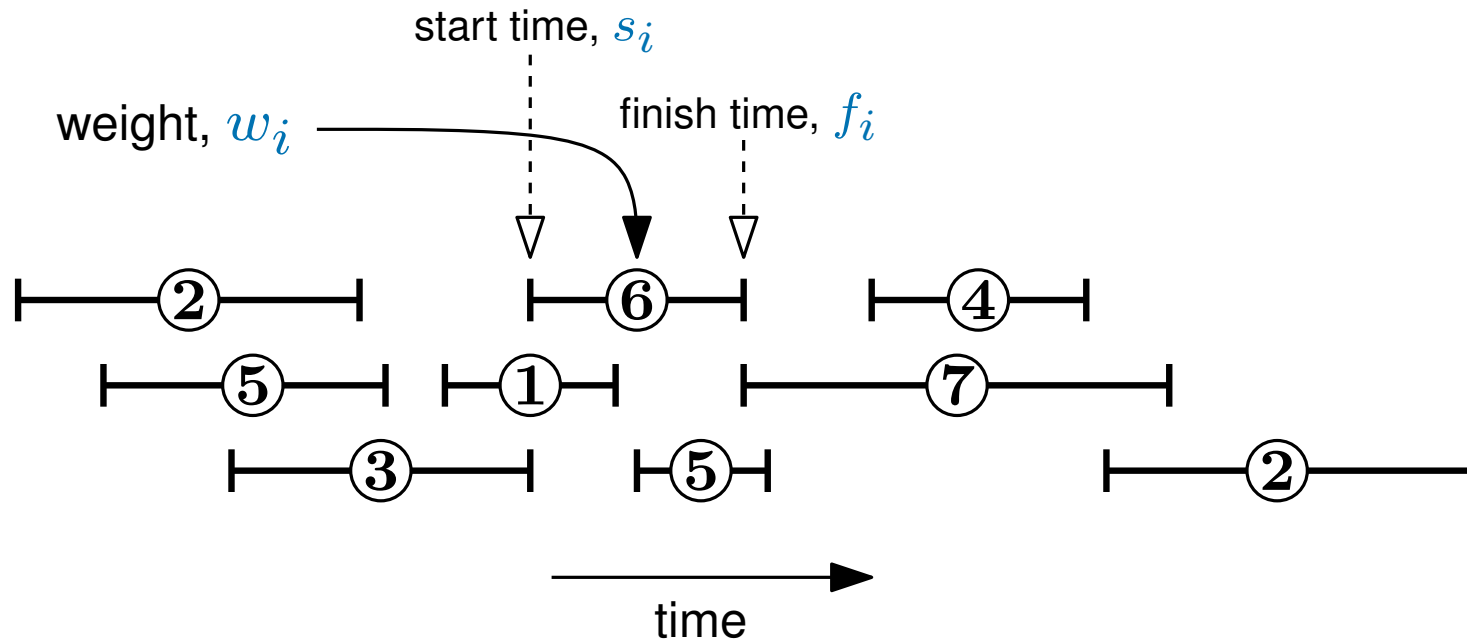 start time, s_i
weight, w_i
finish time, f_i
2 6 4
5 1 7
3 5 2
time